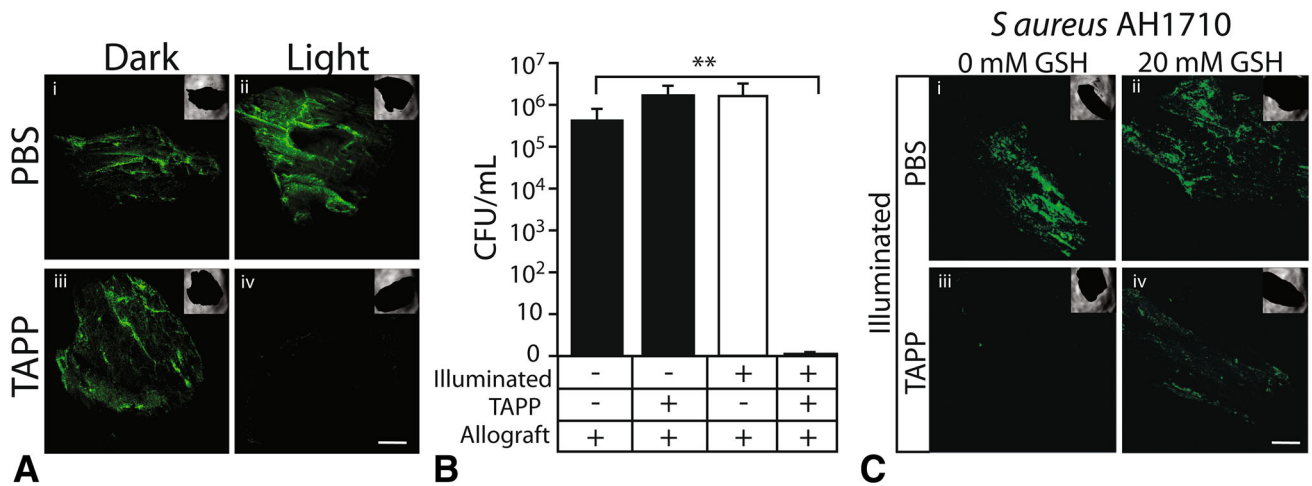 Dark Light
PBS
TAPP
i
ii
iii
iv
A
CFU/mL
10⁷
10⁶
10⁵
10⁴
10³
10²
10
0
**
Illuminated - - + +
TAPP - + - +
Allograft + + + +
B
S aureus AH1710
0 mM GSH 20 mM GSH
Illuminated
PBS
TAPP
i
ii
iii
iv
C